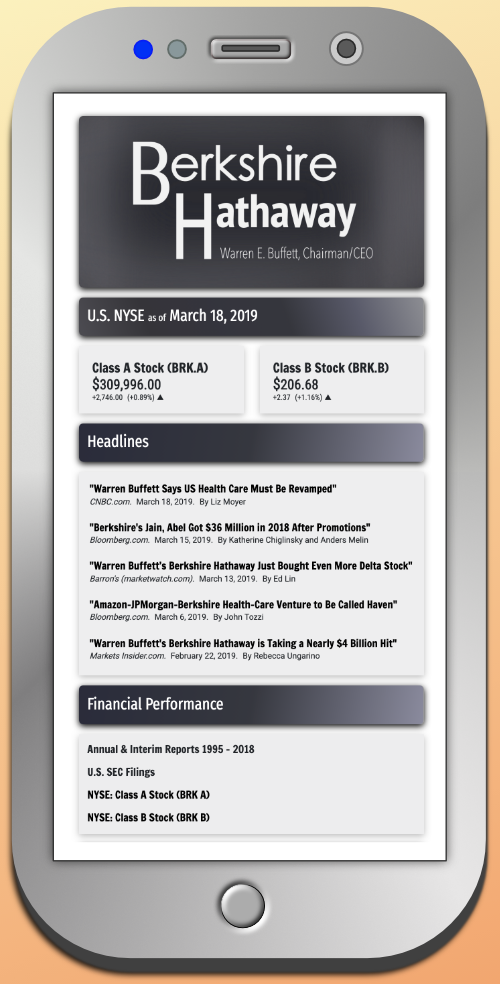 Berkshire
Hathaway
Warren E. Buffett, Chairman/CEO
U.S. NYSE as of March 18, 2019
Class A Stock (BRK.A)
$309,996.00
+2,746.00 (+0.89%) ▲
Class B Stock (BRK.B)
$206.68
+2.37 (+1.16%) ▲
Headlines
"Warren Buffett Says US Health Care Must Be Revamped"
CNBC.com. March 18, 2019. By Liz Moyer
"Berkshire's Jain, Abel Got $36 Million in 2018 After Promotions"
Bloomberg.com. March 15, 2019. By Katherine Chiglinsky and Anders Melin
"Warren Buffett's Berkshire Hathaway Just Bought Even More Delta Stock"
Barron's (marketwatch.com). March 13, 2019. By Ed Lin
"Amazon-JPMorgan-Berkshire Health-Care Venture to Be Called Haven"
Bloomberg.com. March 6, 2019. By John Tozzi
"Warren Buffett's Berkshire Hathaway is Taking a Nearly $4 Billion Hit"
Markets Insider.com. February 22, 2019. By Rebecca Ungarino
Financial Performance
Annual & Interim Reports 1995 - 2018
U.S. SEC Filings
NYSE: Class A Stock (BRK A)
NYSE: Class B Stock (BRK B)